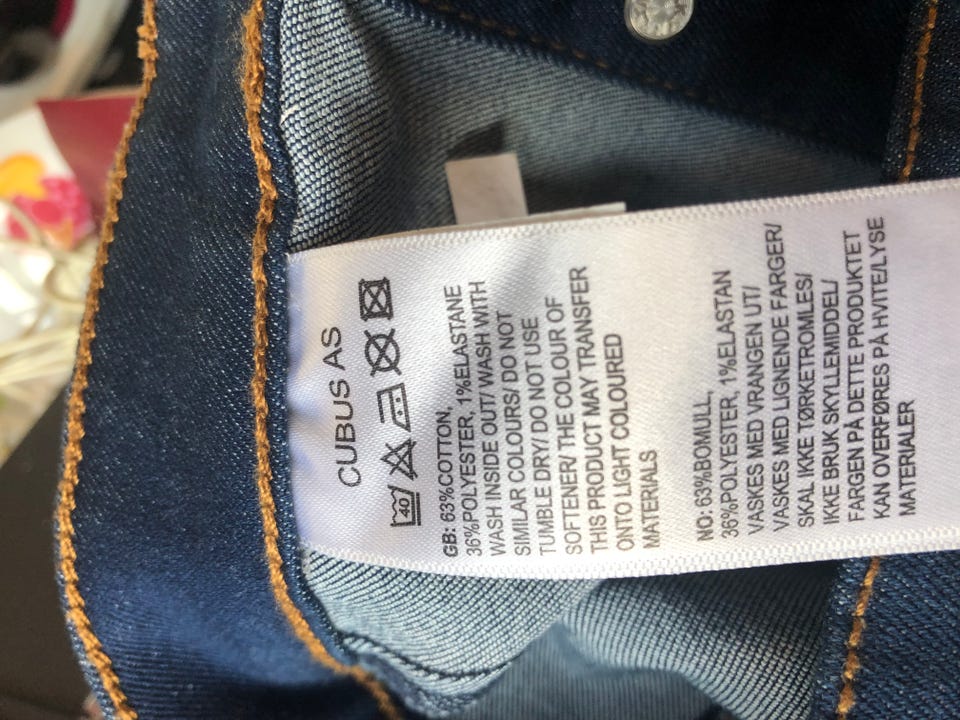 CUBUS AS
40
GB: 63%COTTON,
36%POLYESTER, 1%ELASTANE
WASH INSIDE OUT/ WASH WITH
SIMILAR COLOURS/ DO NOT
TUMBLE DRY/ DO NOT USE
SOFTENER/ THE COLOUR OF
THIS PRODUCT MAY TRANSFER
ONTO LIGHT COLOURED
MATERIALS
NO: 63%BOMULL,
36%POLYESTER, 1%ELASTAN
VASKES MED VRANGEN UT/
VASKES MED LIGNENDE FARGER/
SKAL IKKE TØRKETROMLES/
IKKE BRUK SKYLLEMIDDEL/
FARGEN PÅ DETTE PRODUKTET
KAN OVERFØRES PÅ HVITE/LYSE
MATERIALER